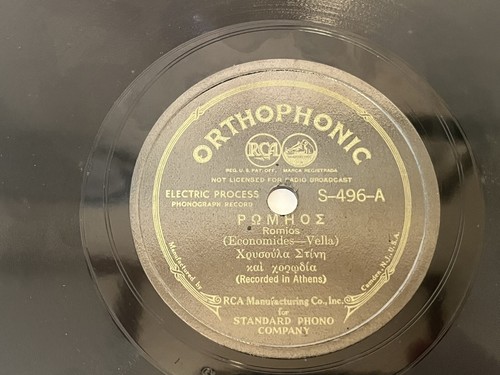 ORTHOPHONIC
RCA
REG. U. S. PAT. OFF. MARCA REGISTRADA
NOT LICENSED FOR RADIO BROADCAST
ELECTRIC PROCESS
PHONOGRAPH RECORD
S-496-A
ΡΩΜΗΟΣ
Romios
(Economides—Vella)
Χρυσούλα Στίνη
καὶ χορωδία
(Recorded in Athens)
Manufactured by
RCA Manufacturing Co., Inc.
Camden, N.J., U.S.A.
for
STANDARD PHONO
COMPANY